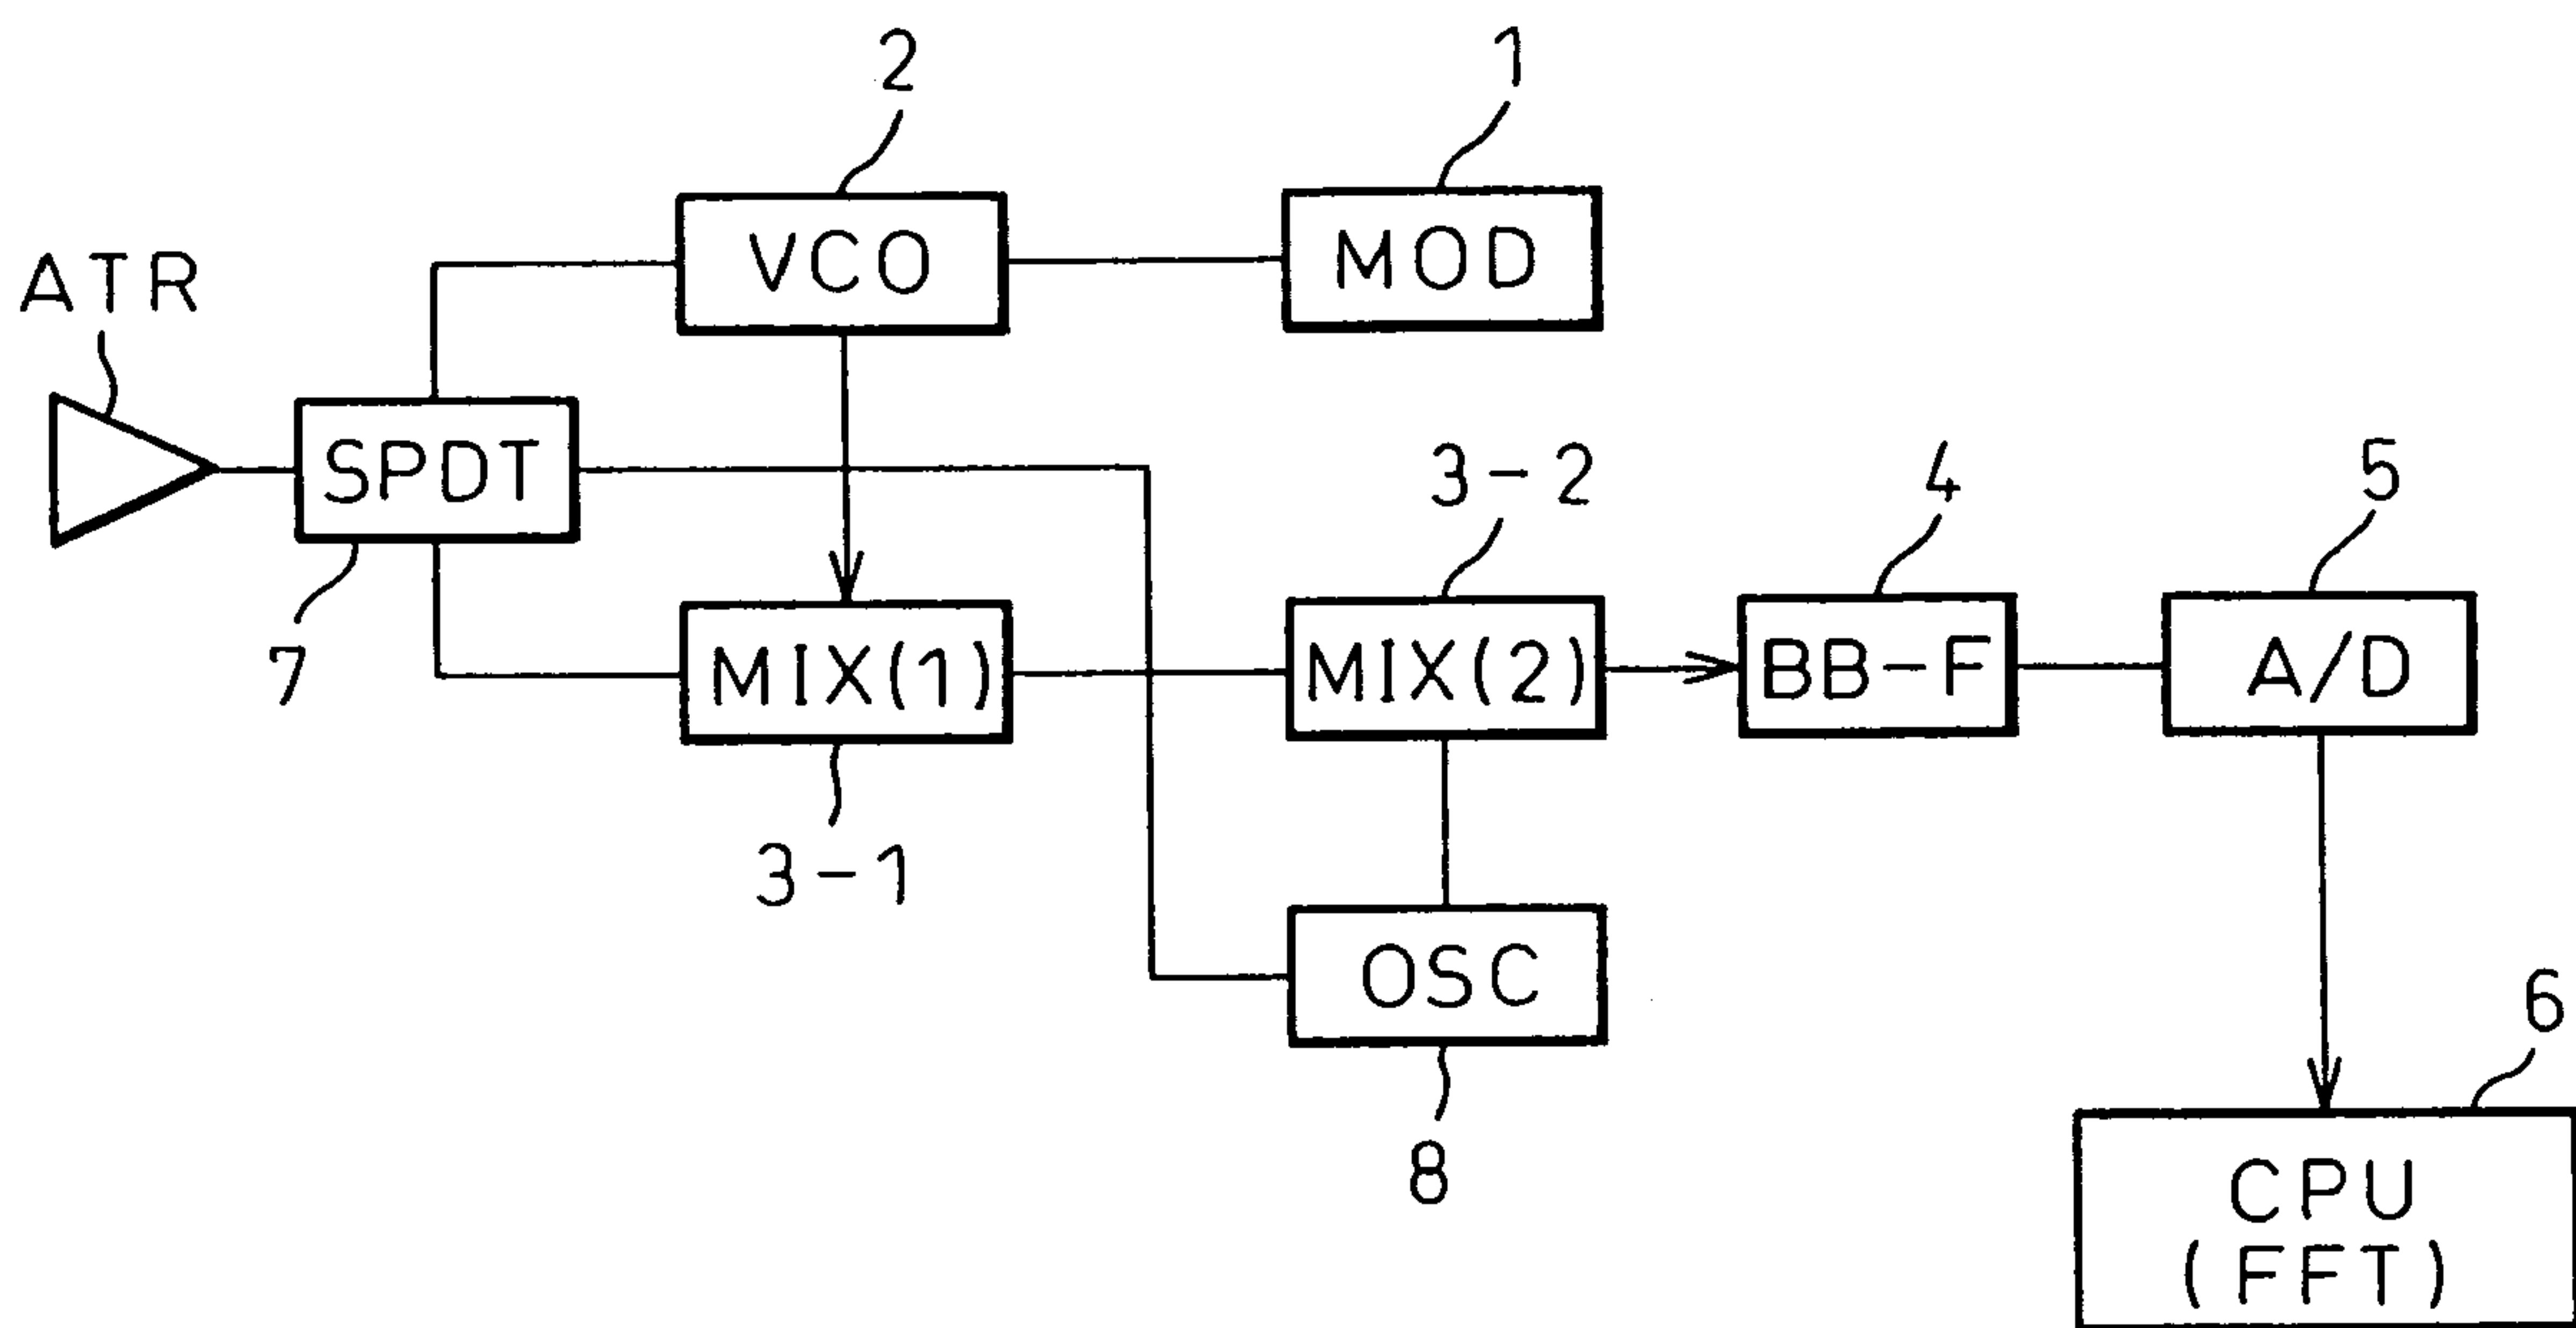 2
1
VCO
MOD
ATR
SPDT
3-2
4
5
7
MIX(1)
MIX(2)
BB-F
A/D
3-1
OSC
6
8
CPU
(FFT)